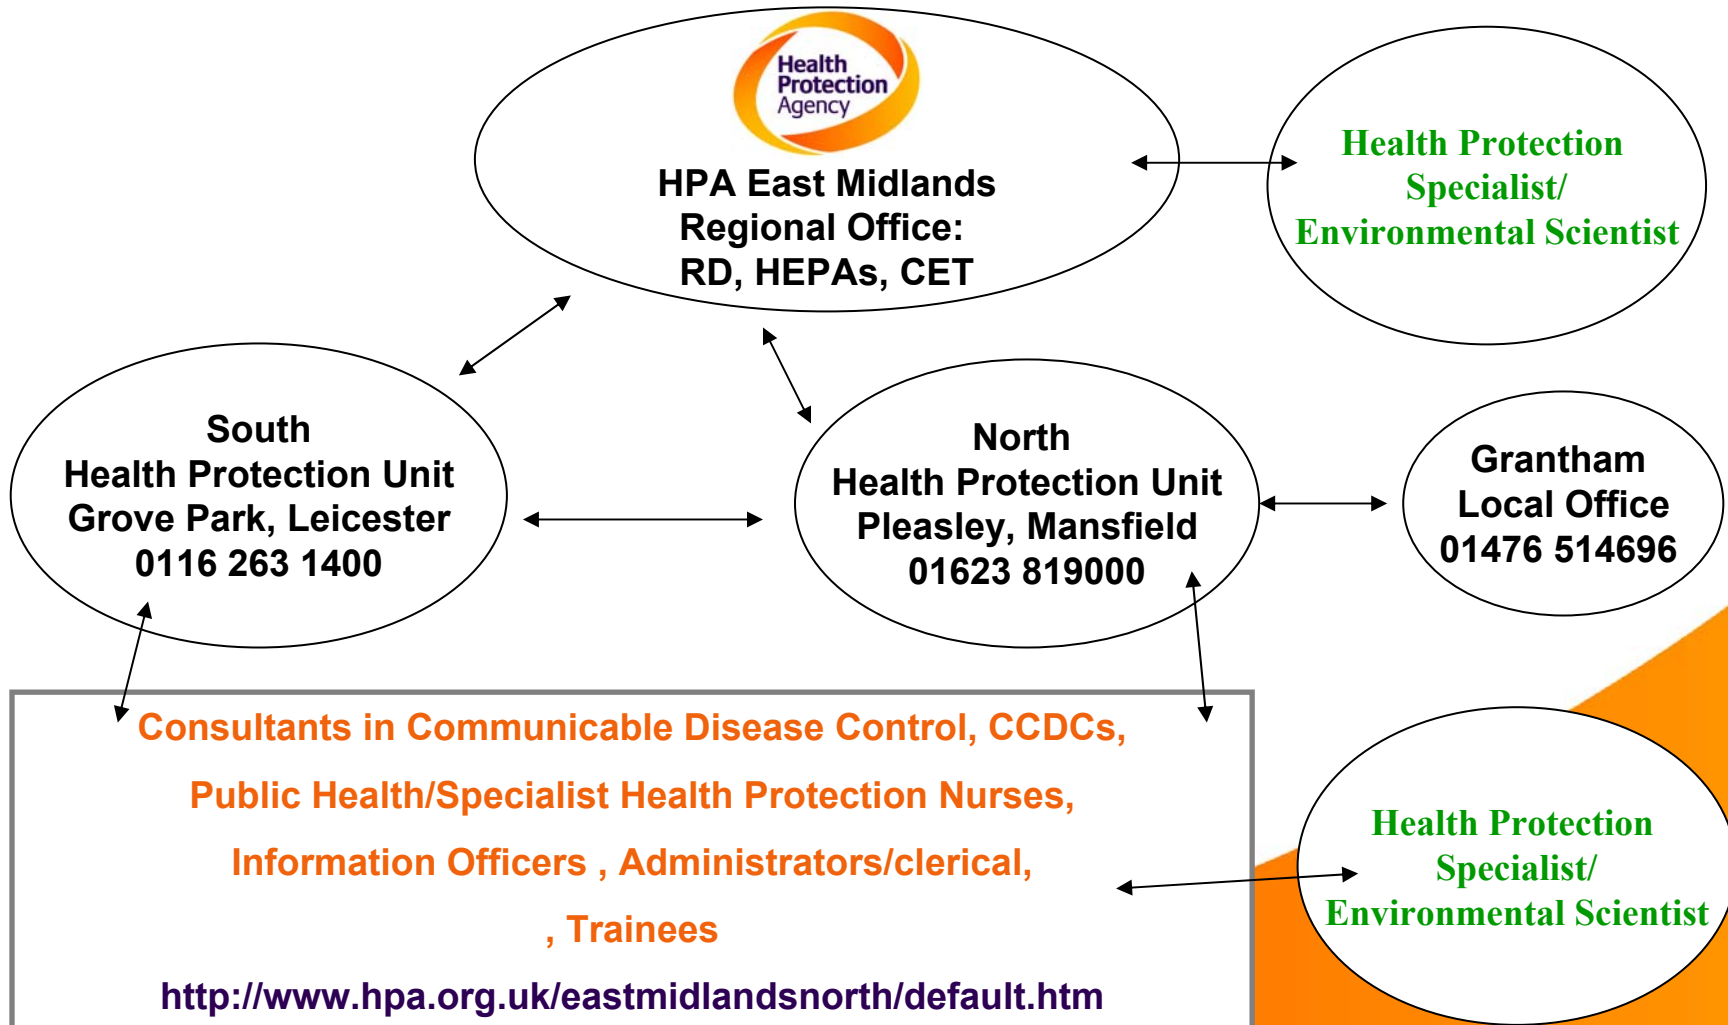 Health
Protection
Agency
HPA East Midlands
Regional Office:
RD, HEPAs, CET
Health Protection
Specialist/
Environmental Scientist
South
Health Protection Unit
Grove Park, Leicester
0116 263 1400
North
Health Protection Unit
Pleasley, Mansfield
01623 819000
Grantham
Local Office
01476 514696
Consultants in Communicable Disease Control, CCDCs,
Public Health/Specialist Health Protection Nurses,
Information Officers , Administrators/clerical,
, Trainees
http://www.hpa.org.uk/eastmidlandsnorth/default.htm
Health Protection
Specialist/
Environmental Scientist